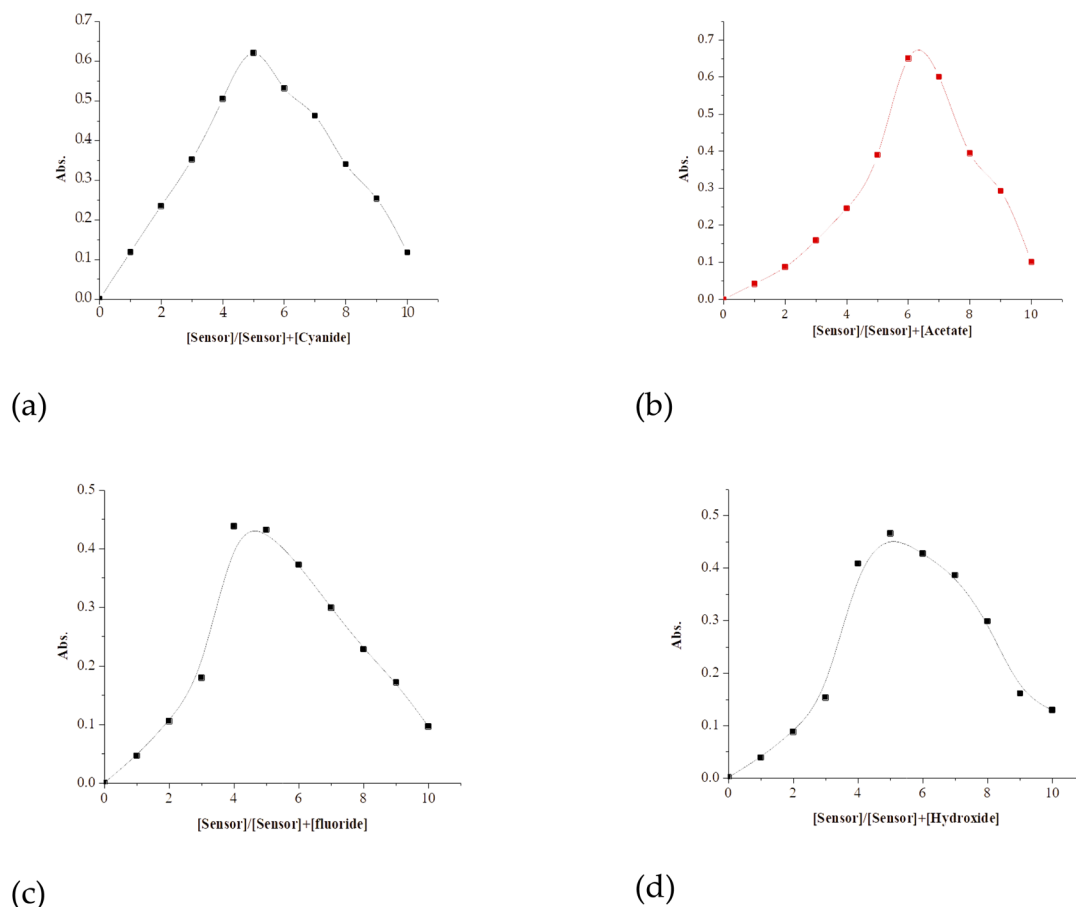 0.7
0.6
0.5
0.4
0.3
0.2
0.1
0.0
Abs.
0 2 4 6 8 10
[Sensor]/[Sensor]+[Cyanide]
(a)
0.7
0.6
0.5
0.4
0.3
0.2
0.1
0.0
Abs.
0 2 4 6 8 10
[Sensor]/[Sensor]+[Acetate]
(b)
0.5
0.4
0.3
0.2
0.1
0.0
Abs.
0 2 4 6 8 10
[Sensor]/[Sensor]+[fluoride]
(c)
0.5
0.4
0.3
0.2
0.1
0.0
Abs.
0 2 4 6 8 10
[Sensor]/[Sensor]+[Hydroxide]
(d)